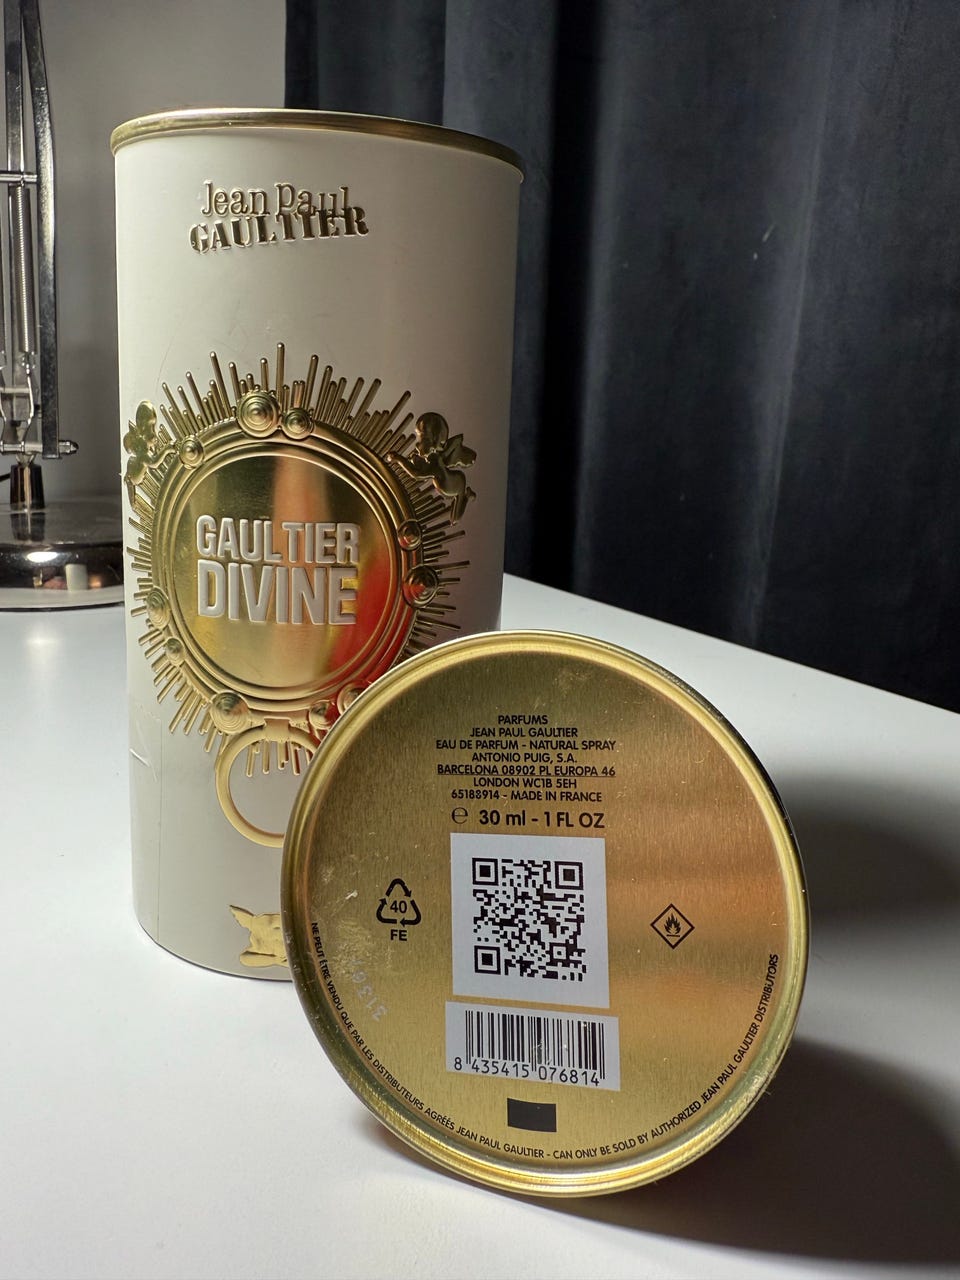 Jean Paul
GAULTIER
GAULTIER
DIVINE
PARFUMS
JEAN PAUL GAULTIER
EAU DE PARFUM - NATURAL SPRAY
ANTONIO PUIG, S.A.
BARCELONA 08902 PL EUROPA 46
LONDON WC1B 5EH
65188914 - MADE IN FRANCE
℮ 30 ml - 1 FL OZ
40
FE
8 435415 076814
NE PEUT ÊTRE VENDU QUE PAR LES DISTRIBUTEURS AGRÉÉS JEAN PAUL GAULTIER - CAN ONLY BE SOLD BY AUTHORIZED JEAN PAUL GAULTIER DISTRIBUTORS